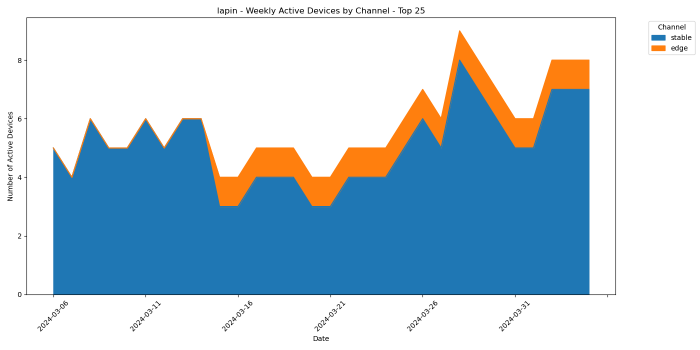 lapin - Weekly Active Devices by Channel - Top 25
Channel
stable
edge
Number of Active Devices
8
6
4
2
0
2024-03-06
2024-03-11
2024-03-16
2024-03-21
2024-03-26
2024-03-31
Date